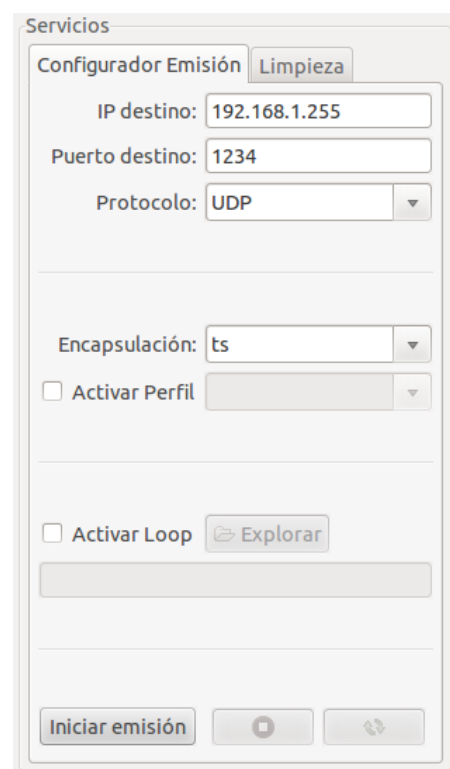 Servicios
Configurador Emisión Limpieza
IP destino: 192.168.1.255
Puerto destino: 1234
Protocolo: UDP
Encapsulación: ts
Activar Perfil
Activar Loop Explorar
Iniciar emisión